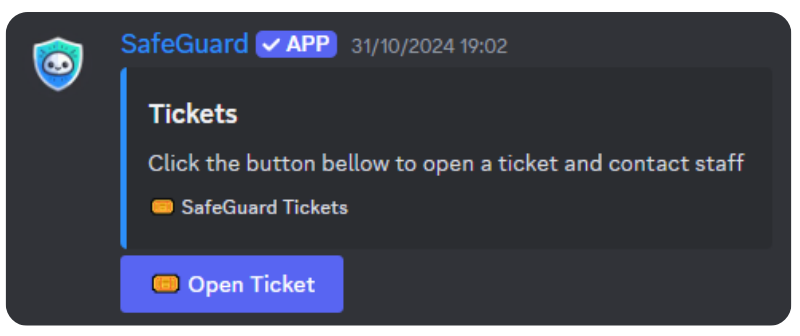 SafeGuard ✓ APP 31/10/2024 19:02
Tickets
Click the button bellow to open a ticket and contact staff
SafeGuard Tickets
Open Ticket